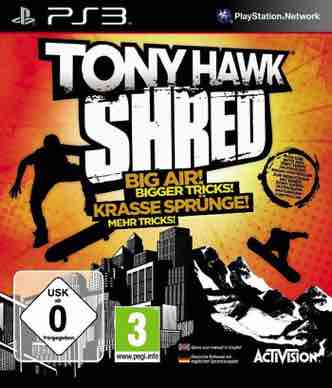 PS3
PlayStation®Network
TONY HAWK
SHRED
BIG AIR!
BIGGER TRICKS!
KRASSE SPRÜNGE!
MEHR TRICKS!
USK
0
Freigegeben
3
www.pegi.info
ACTIVISION